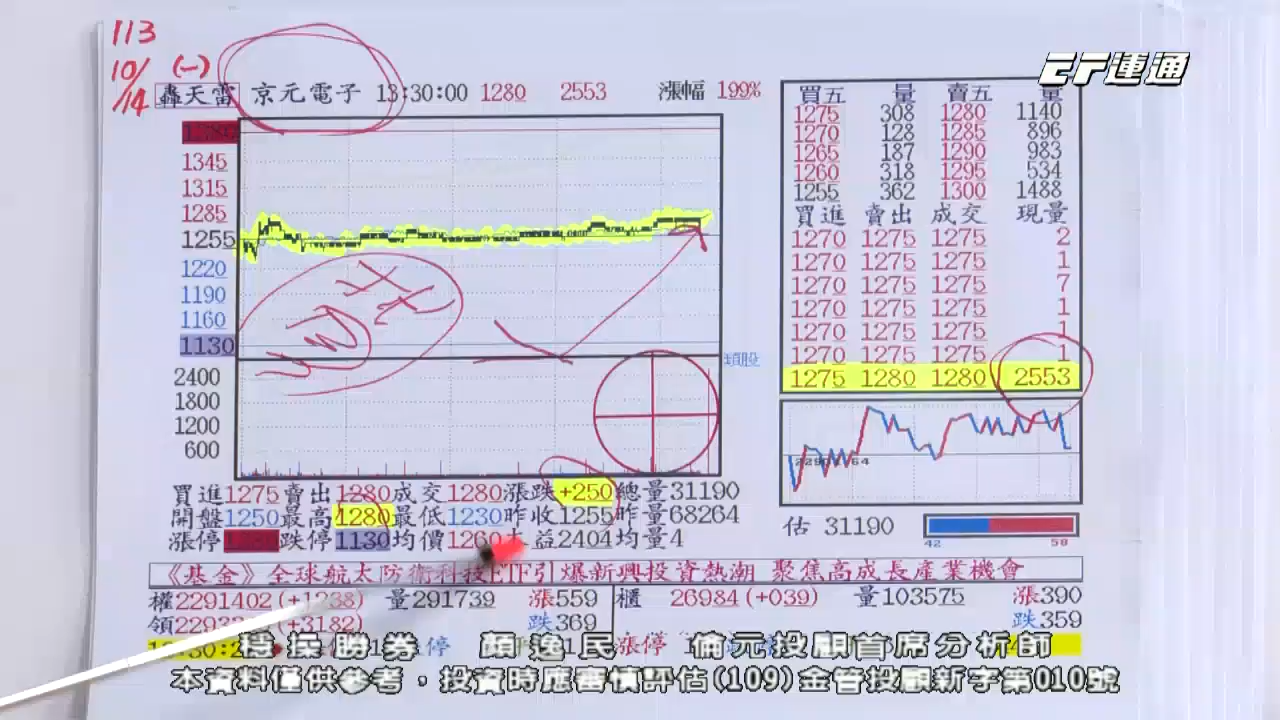 113
10/14 (一)
轟天雷 京元電子 13:30:00 1280 2553 漲幅 199%
EF運通
1345
1315
1285
1255
1220
1190
1160
1130
2400
1800
1200
600
買五 量 賣五 量
1275 308 1280 1140
1270 128 1285 896
1265 187 1290 983
1260 318 1295 534
1255 362 1300 1488
買進 賣出 成交 現量
1270 1275 1275 2
1270 1275 1275 1
1270 1275 1275 7
1270 1275 1275 1
1270 1275 1275 1
1270 1275 1275 1
1275 1280 1280 2553
買進1275賣出1280成交1280漲跌+250總量31190
開盤1250最高1280最低1230昨收1255昨量68264
漲停 跌停1130均價1260 益2404均量4
估 31190
42 58
《基金》全球航太防衛科技ETF引爆新興投資熱潮 聚焦高成長產業機會
權2291402(+1238) 量291739 漲559 櫃 26984(+039) 量103575 漲390
跌369 跌359
穩操勝券 顏逸民 倫元投顧首席分析師
本資料僅供參考，投資時應審慎評估(109)金管投顧新字第010號